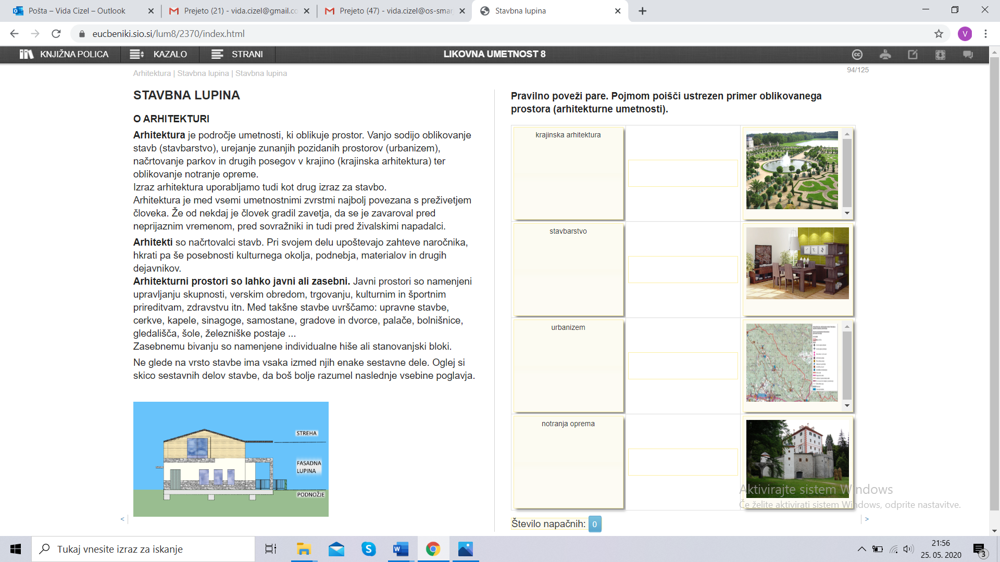 Pošta – Vida Cizel – Outlook
Prejeto (21) - vida.cizel@gmail.co
Prejeto (47) - vida.cizel@os-smar
Stavbna lupina
eucbeniki.sio.si/lum8/2370/index.html
V
KNJIŽNA POLICA
KAZALO
STRANI
LIKOVNA UMETNOST 8
Arhitektura | Stavbna lupina | Stavbna lupina
94/125
STAVBNA LUPINA
O ARHITEKTURI
Arhitektura je področje umetnosti, ki oblikuje prostor. Vanjo sodijo oblikovanje
stavb (stavbarstvo), urejanje zunanjih pozidanih prostorov (urbanizem),
načrtovanje parkov in drugih posegov v krajino (krajinska arhitektura) ter
oblikovanje notranje opreme.
Izraz arhitektura uporabljamo tudi kot drug izraz za stavbo.
Arhitektura je med vsemi umetnostnimi zvrstmi najbolj povezana s preživetjem
človeka. Že od nekdaj je človek gradil zavetja, da se je zavaroval pred
neprijaznim vremenom, pred sovražniki in tudi pred živalskimi napadalci.
Arhitekti so načrtovalci stavb. Pri svojem delu upoštevajo zahteve naročnika,
hkrati pa še posebnosti kulturnega okolja, podnebja, materialov in drugih
dejavnikov.
Arhitekturni prostori so lahko javni ali zasebni. Javni prostori so namenjeni
upravljanju skupnosti, verskim obredom, trgovanju, kulturnim in športnim
prireditvam, zdravstvu itn. Med takšne stavbe uvrščamo: upravne stavbe,
cerkve, kapele, sinagoge, samostane, gradove in dvorce, palače, bolnišnice,
gledališča, šole, železniške postaje ...
Zasebnemu bivanju so namenjene individualne hiše ali stanovanjski bloki.
Ne glede na vrsto stavbe ima vsaka izmed njih enake sestavne dele. Oglej si
skico sestavnih delov stavbe, da boš bolje razumel naslednje vsebine poglavja.
STREHA
FASADNA
LUPINA
PODNOŽJE
<
Pravilno poveži pare. Pojmom poišči ustrezen primer oblikovanega
prostora (arhitekturne umetnosti).
krajinska arhitektura
stavbarstvo
urbanizem
notranja oprema
Število napačnih: 0
>
Aktivirajte sistem Windows
Če želite aktivirati sistem Windows, odprite nastavitve.
Tukaj vnesite izraz za iskanje
21:56
25. 05. 2020
3